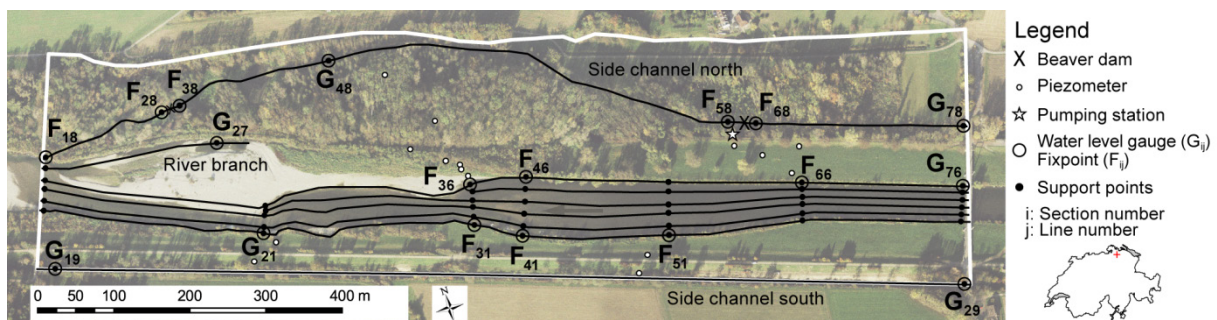 Side channel north
River branch
Side channel south
F18
F28
F38
G48
G27
F58
F68
G78
F36
F46
F66
G76
G19
G21
F31
F41
F51
G29
0 50 100 200 300 400 m
N
Legend
X Beaver dam
Piezometer
Pumping station
Water level gauge (Gij)
Fixpoint (Fij)
Support points
i: Section number
j: Line number